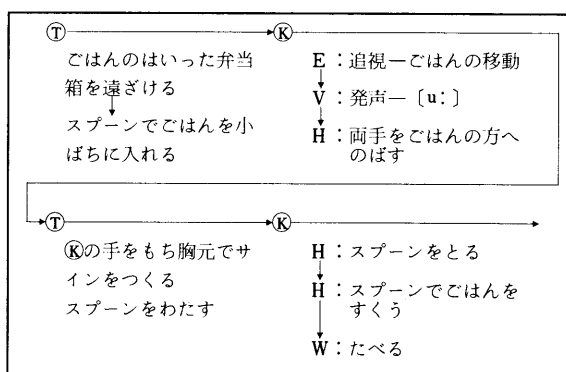 Ⓣ Ⓚ
ごはんのはいった弁当
箱を遠ざける
スプーンでごはんを小
ばちに入れる
E：追視―ごはんの移動
V：発声―〔u：〕
H：両手をごはんの方へ
のばす
Ⓣ Ⓚ
Ⓚの手をもち胸元でサ
インをつくる
スプーンをわたす
H：スプーンをとる
H：スプーンでごはんを
すくう
W：たべる